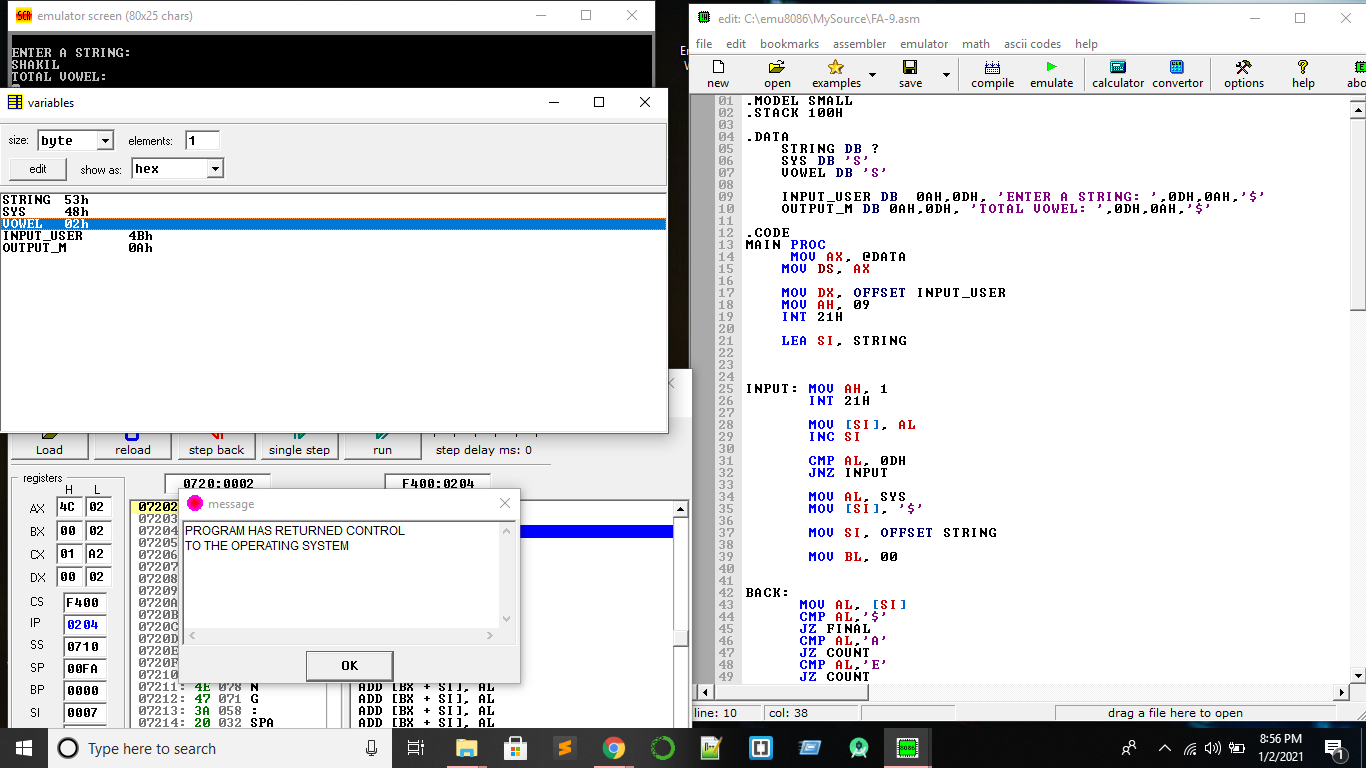 emulator screen (80x25 chars)
ENTER A STRING:
SHAKIL
TOTAL VOWEL:
variables
size: byte elements: 1
edit show as: hex
STRING 53h
SYS 48h
VOWEL 02h
INPUT_USER 4Bh
OUTPUT_M 0Ah
Load reload step back single step run step delay ms: 0
registers
H L
0720:0002 F400:0204
AX 4C 02
BX 00 02
CX 01 A2
DX 00 02
CS F400
IP 0204
SS 0710
SP 00FA
BP 0000
SI 0007
07202
07203
07204
07205
07206
07207
07208
07209
0720A
0720B
0720C
0720D
0720E
0720F
07211: 4E 078 N ADD [BX + SI], AL
07212: 47 071 G ADD [BX + SI], AL
07213: 3A 058 : ADD [BX + SI], AL
07214: 20 032 SPA ADD [BX + SI], AL
message
PROGRAM HAS RETURNED CONTROL
TO THE OPERATING SYSTEM
OK
edit: C:\emu8086\MySource\FA-9.asm
file edit bookmarks assembler emulator math ascii codes help
new open examples save compile emulate calculator convertor options help abo
01 .MODEL SMALL
02 .STACK 100H
03
04 .DATA
05 STRING DB ?
06 SYS DB 'S'
07 VOWEL DB 'S'
08
09 INPUT_USER DB 0AH,0DH, 'ENTER A STRING: ',0DH,0AH,'$'
10 OUTPUT_M DB 0AH,0DH, 'TOTAL VOWEL: ',0DH,0AH,'$'
11
12 .CODE
13 MAIN PROC
14 MOV AX, @DATA
15 MOV DS, AX
16
17 MOV DX, OFFSET INPUT_USER
18 MOV AH, 09
19 INT 21H
20
21 LEA SI, STRING
22
23
24
25 INPUT: MOV AH, 1
26 INT 21H
27
28 MOV [SI], AL
29 INC SI
30
31 CMP AL, 0DH
32 JNZ INPUT
33
34 MOV AL, SYS
35 MOV [SI], '$'
36
37 MOV SI, OFFSET STRING
38
39 MOV BL, 00
40
41
42 BACK:
43 MOV AL, [SI]
44 CMP AL,'$'
45 JZ FINAL
46 CMP AL,'A'
47 JZ COUNT
48 CMP AL,'E'
49 JZ COUNT
line: 10 col: 38 drag a file here to open
Type here to search
8:56 PM
1/2/2021
1